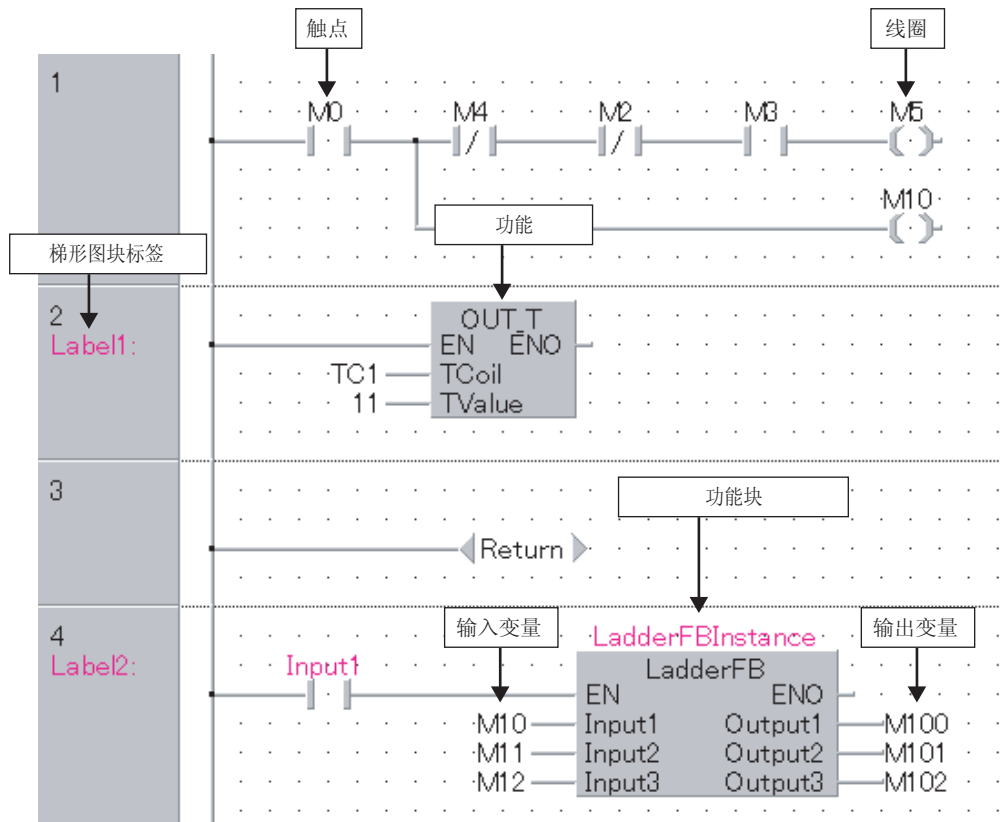 触点
线圈
1
M0
M4
M2
M3
M5
M10
功能
梯形图块标签
2
Label1:
OUT_T
EN ENO
TC1 TCoil
11 TValue
3
功能块
Return
4
Label2:
输入变量
输出变量
LadderFBInstance
Input1
LadderFB
EN ENO
M10 Input1 Output1 M100
M11 Input2 Output2 M101
M12 Input3 Output3 M102